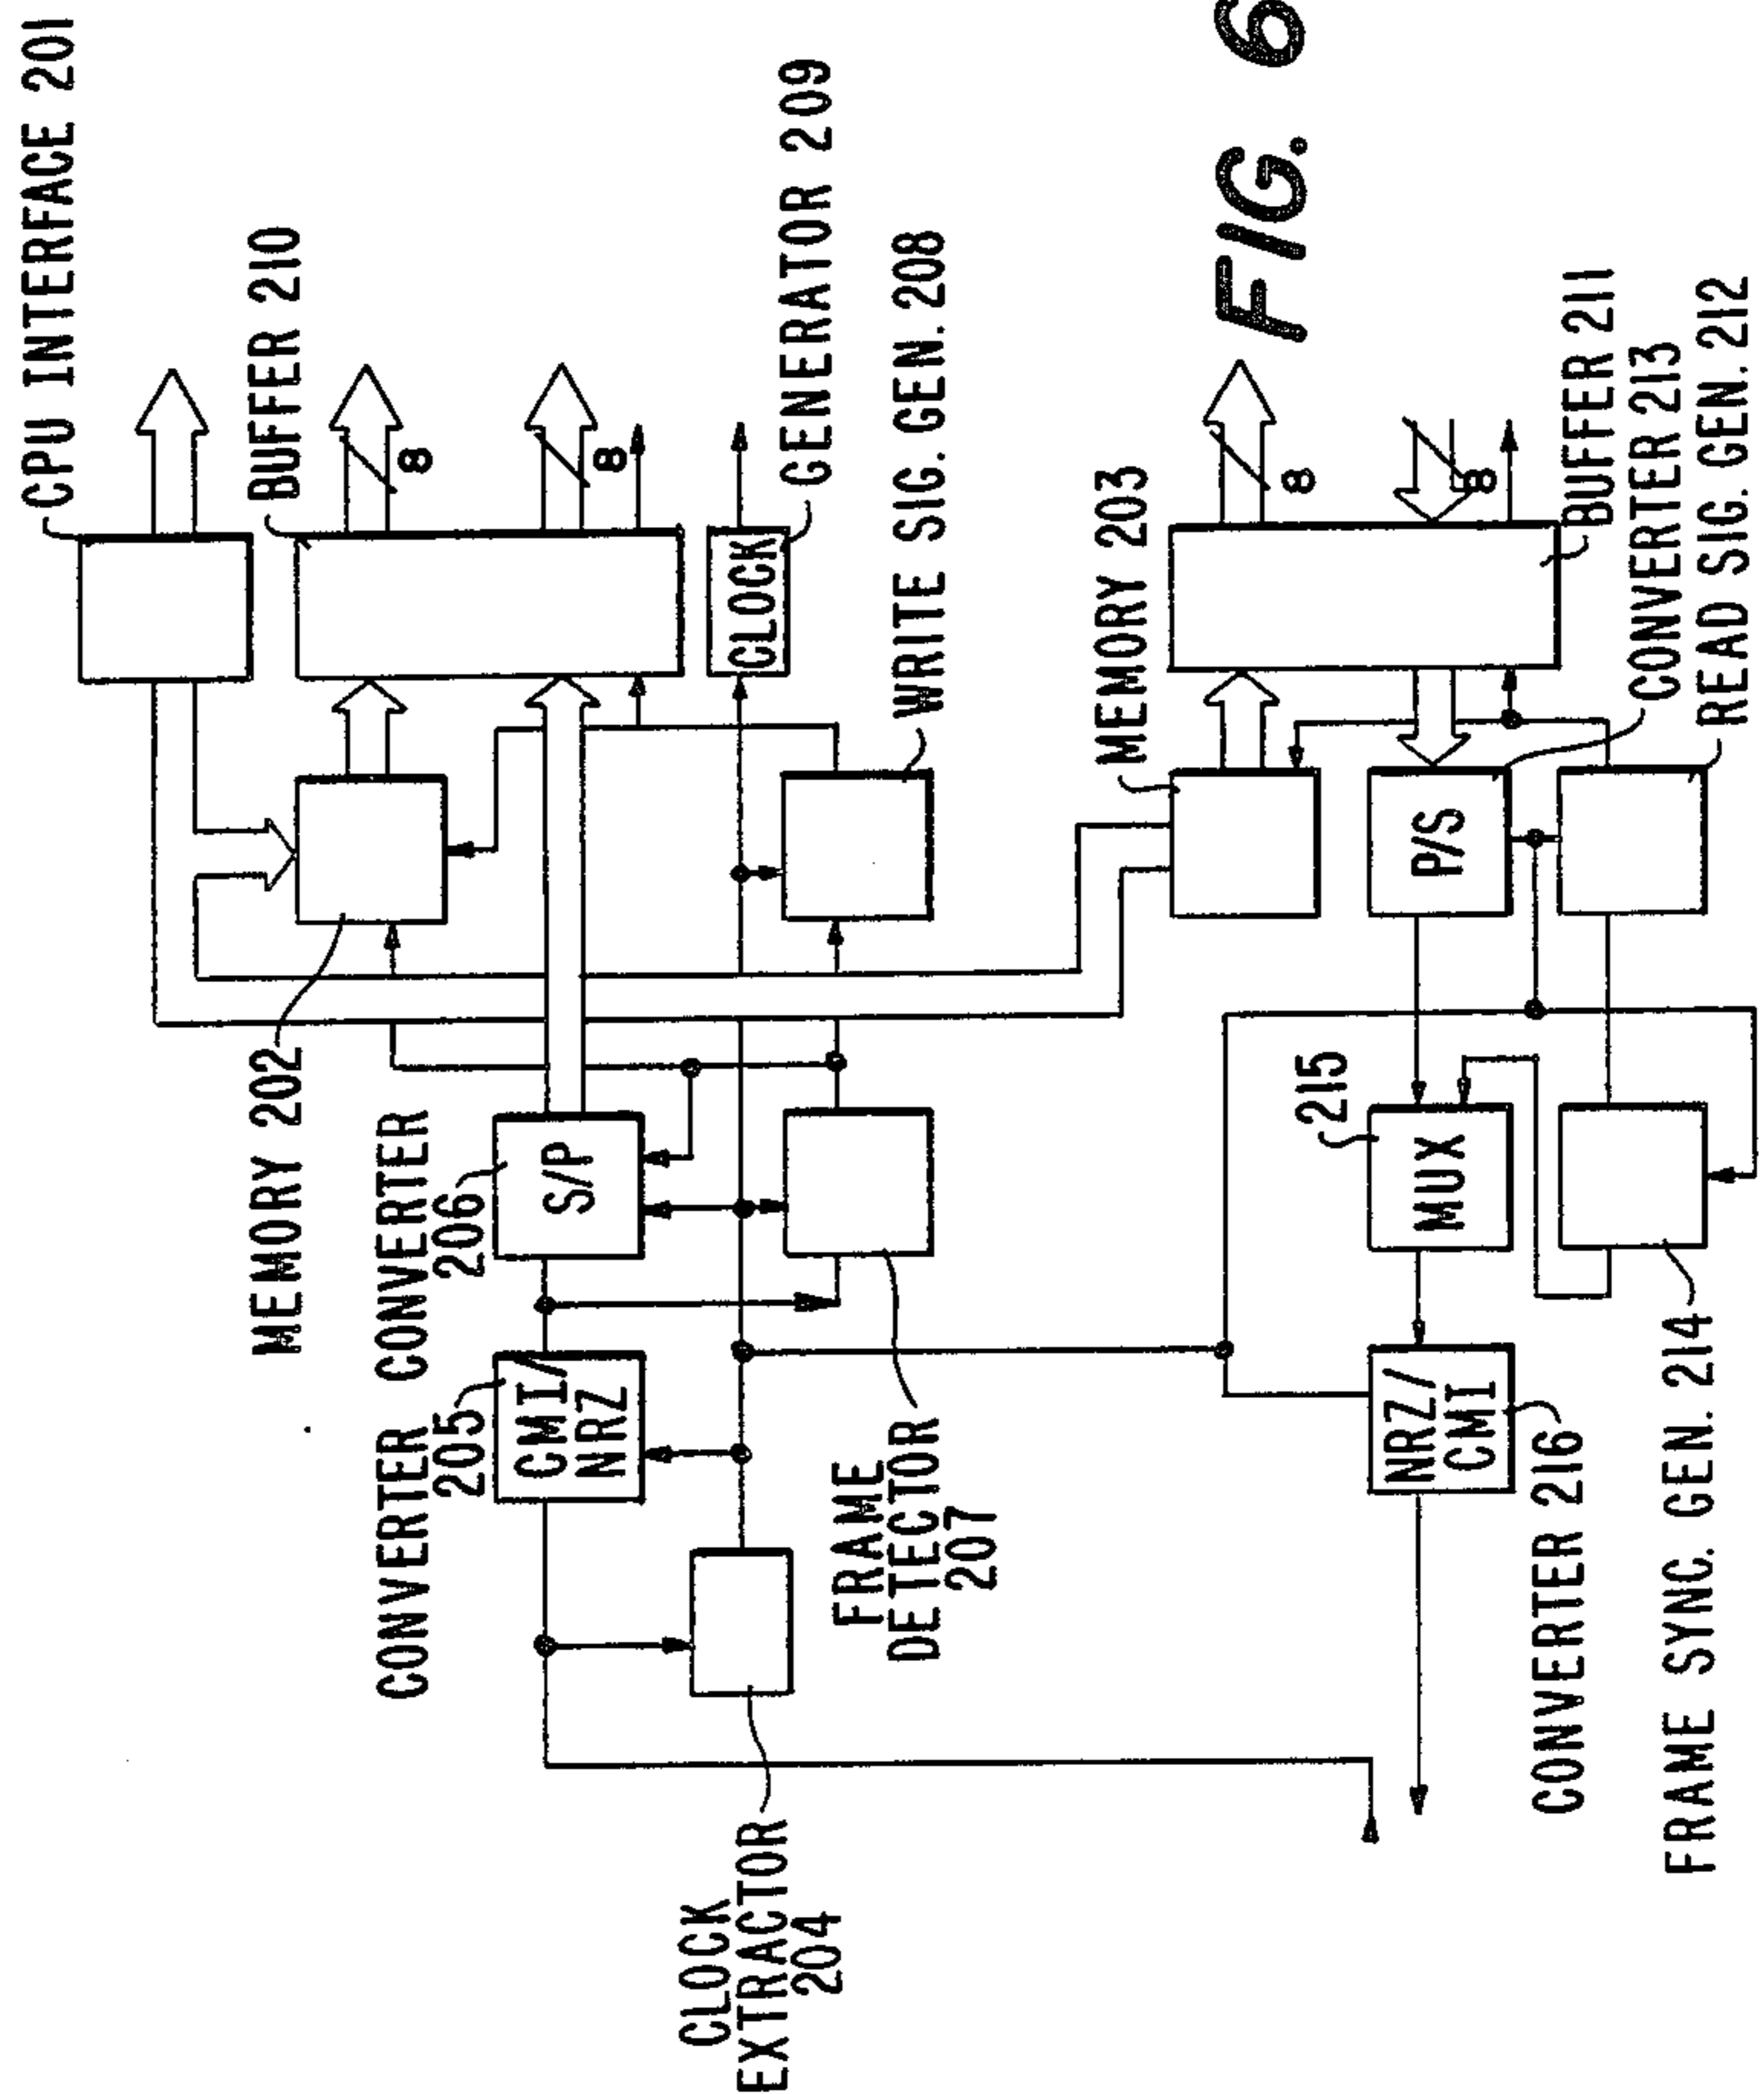 CPU INTERFACE 201
BUFFER 210
8
8
CLOCK
GENERATOR 209
WRITE SIG. GEN. 208
MEMORY 202
CONVERTER
206
S/P
CONVERTER
205
CMI/
NRZ
FRAME
DETECTOR
207
CLOCK
EXTRACTOR
204
MEMORY 203
8
8
FIG. 6
BUFFER 211
CONVERTER 213
READ SIG. GEN. 212
P/S
215
MUX
NRZ/
CMI
CONVERTER 216
FRAME SYNC. GEN. 214